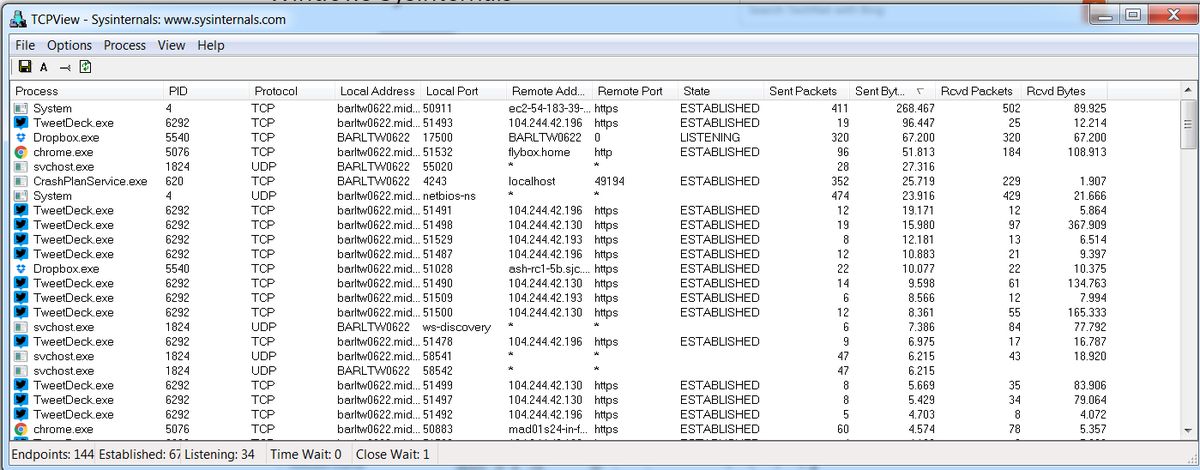 TCPView - Sysinternals: www.sysinternals.com
File Options Process View Help
A
Process PID Protocol Local Address Local Port Remote Add... Remote Port State Sent Packets Sent Byt... Rcvd Packets Rcvd Bytes
System 4 TCP barltw0622.mid... 50911 ec2-54-183-39-... https ESTABLISHED 411 268.467 502 89.925
TweetDeck.exe 6292 TCP barltw0622.mid... 51493 104.244.42.196 https ESTABLISHED 19 96.447 25 12.214
Dropbox.exe 5540 TCP BARLTW0622 17500 BARLTW0622 0 LISTENING 320 67.200 320 67.200
chrome.exe 5076 TCP barltw0622.mid... 51532 flybox.home http ESTABLISHED 96 51.813 184 108.913
svchost.exe 1824 UDP BARLTW0622 55020 * * 28 27.316
CrashPlanService.exe 620 TCP BARLTW0622 4243 localhost 49194 ESTABLISHED 352 25.719 229 1.907
System 4 UDP barltw0622.mid... netbios-ns * * 474 23.916 429 21.666
TweetDeck.exe 6292 TCP barltw0622.mid... 51491 104.244.42.196 https ESTABLISHED 12 19.171 12 5.864
TweetDeck.exe 6292 TCP barltw0622.mid... 51498 104.244.42.130 https ESTABLISHED 19 15.980 97 367.909
TweetDeck.exe 6292 TCP barltw0622.mid... 51529 104.244.42.193 https ESTABLISHED 8 12.181 13 6.514
TweetDeck.exe 6292 TCP barltw0622.mid... 51487 104.244.42.196 https ESTABLISHED 12 10.883 21 9.397
Dropbox.exe 5540 TCP barltw0622.mid... 51028 ash-rc1-5b.sjc.... https ESTABLISHED 22 10.077 22 10.375
TweetDeck.exe 6292 TCP barltw0622.mid... 51490 104.244.42.130 https ESTABLISHED 14 9.598 61 134.763
TweetDeck.exe 6292 TCP barltw0622.mid... 51509 104.244.42.193 https ESTABLISHED 6 8.566 12 7.994
TweetDeck.exe 6292 TCP barltw0622.mid... 51500 104.244.42.130 https ESTABLISHED 12 8.361 55 165.333
svchost.exe 1824 UDP BARLTW0622 ws-discovery * * 6 7.386 84 77.792
TweetDeck.exe 6292 TCP barltw0622.mid... 51478 104.244.42.196 https ESTABLISHED 9 6.975 17 16.787
svchost.exe 1824 UDP barltw0622.mid... 58541 * * 47 6.215 43 18.920
svchost.exe 1824 UDP BARLTW0622 58542 * * 47 6.215
TweetDeck.exe 6292 TCP barltw0622.mid... 51499 104.244.42.130 https ESTABLISHED 8 5.669 35 83.906
TweetDeck.exe 6292 TCP barltw0622.mid... 51497 104.244.42.130 https ESTABLISHED 8 5.429 34 79.064
TweetDeck.exe 6292 TCP barltw0622.mid... 51492 104.244.42.196 https ESTABLISHED 5 4.703 8 4.072
chrome.exe 5076 TCP barltw0622.mid... 50883 mad01s24-in-f... https ESTABLISHED 60 4.574 78 5.357
Endpoints: 144 Established: 67 Listening: 34 Time Wait: 0 Close Wait: 1